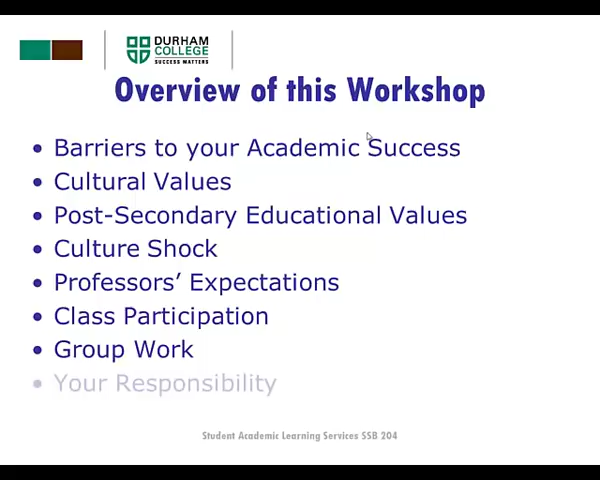 DURHAM
COLLEGE
SUCCESS MATTERS
Overview of this Workshop
• Barriers to your Academic Success
• Cultural Values
• Post-Secondary Educational Values
• Culture Shock
• Professors’ Expectations
• Class Participation
• Group Work
• Your Responsibility
Student Academic Learning Services SSB 204